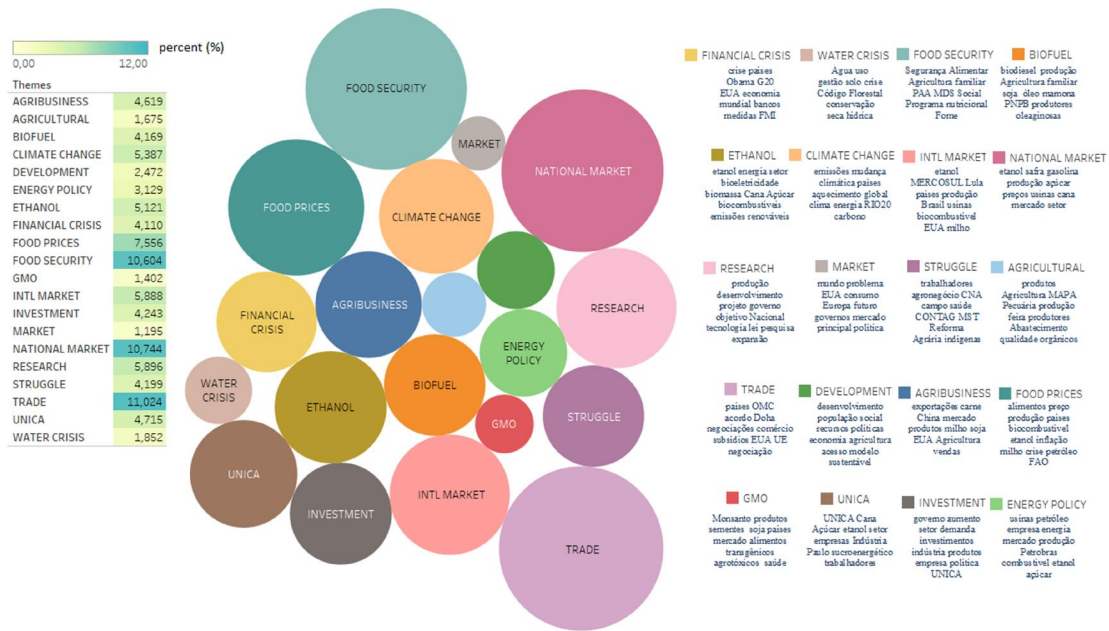 percent (%)
0,00 12,00
Themes
AGRIBUSINESS 4,619
AGRICULTURAL 1,675
BIOFUEL 4,169
CLIMATE CHANGE 5,387
DEVELOPMENT 2,472
ENERGY POLICY 3,129
ETHANOL 5,121
FINANCIAL CRISIS 4,110
FOOD PRICES 7,556
FOOD SECURITY 10,604
GMO 1,402
INTL MARKET 5,888
INVESTMENT 4,243
MARKET 1,195
NATIONAL MARKET 10,744
RESEARCH 5,896
STRUGGLE 4,199
TRADE 11,024
UNICA 4,715
WATER CRISIS 1,852
FOOD SECURITY
MARKET
NATIONAL MARKET
FOOD PRICES
CLIMATE CHANGE
AGRIBUSINESS
RESEARCH
FINANCIAL
CRISIS
ENERGY
POLICY
WATER
CRISIS
BIOFUEL
ETHANOL
GMO
STRUGGLE
UNICA
INTL MARKET
INVESTMENT
TRADE
FINANCIAL CRISIS
crise países
Obama G20
EUA economia
mundial bancos
medidas FMI
WATER CRISIS
Água uso
gestão solo crise
Código Florestal
conservação
seca hídrica
FOOD SECURITY
Segurança Alimentar
Agricultura familiar
PAA MDS Social
Programa nutricional
Fome
BIOFUEL
biodiesel produção
Agricultura familiar
soja óleo mamona
PNPB produtores
oleaginosas
ETHANOL
etanol energia setor
bioeletricidade
biomassa Cana Açúcar
biocombustíveis
emissões renováveis
CLIMATE CHANGE
emissões mudança
climática países
aquecimento global
clima energia RIO20
carbono
INTL MARKET
etanol
MERCOSUL Lula
países produção
Brasil usinas
biocombustível
EUA milho
NATIONAL MARKET
etanol safra gasolina
produção açúcar
preços usinas cana
mercado setor
RESEARCH
produção
desenvolvimento
projeto governo
objetivo Nacional
tecnologia lei pesquisa
expansão
MARKET
mundo problema
EUA consumo
Europa futuro
governos mercado
principal política
STRUGGLE
trabalhadores
agronegócio CNA
campo saúde
CONTAG MST
Reforma
Agrária indígenas
AGRICULTURAL
produtos
Agricultura MAPA
Pecuária produção
feira produtores
Abastecimento
qualidade orgânicos
TRADE
países OMC
acordo Doha
negociações comércio
subsídios EUA UE
negociação
DEVELOPMENT
desenvolvimento
população social
recursos políticas
economia agricultura
acesso modelo
sustentável
AGRIBUSINESS
exportações carne
China mercado
produtos milho soja
EUA Agricultura
vendas
FOOD PRICES
alimentos preço
produção países
biocombustível
etanol inflação
milho crise petróleo
FAO
GMO
Monsanto produtos
sementes soja países
mercado alimentos
transgênicos
agrotóxicos saúde
UNICA
UNICA Cana
Açúcar etanol setor
empresas Indústria
Paulo sucroenergético
trabalhadores
INVESTMENT
governo aumento
setor demanda
investimentos
indústria produtos
empresa política
UNICA
ENERGY POLICY
usinas petróleo
empresa energia
mercado produção
Petrobras
combustível etanol
açúcar